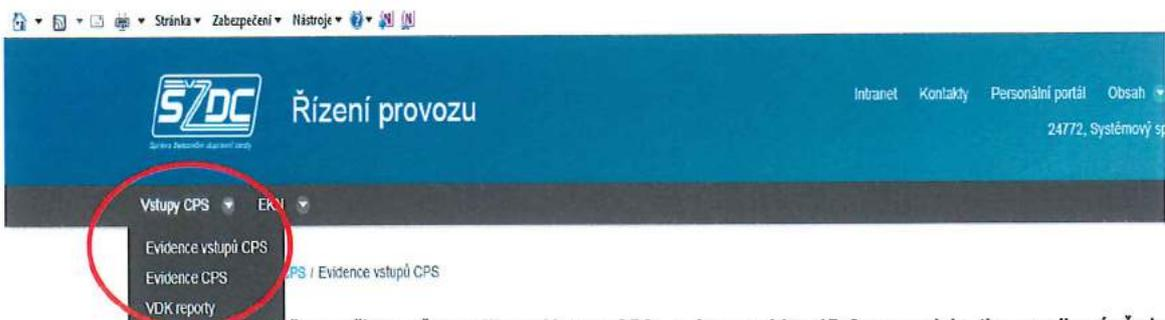 Stránka Zabezpečení Nástroje
SŽDC Řízení provozu
Intranet Kontakty Personální portál Obsah
24772, Systémový
Vstupy CPS
Evidence vstupů CPS
Evidence CPS
CPS / Evidence vstupů CPS
VDK reporty